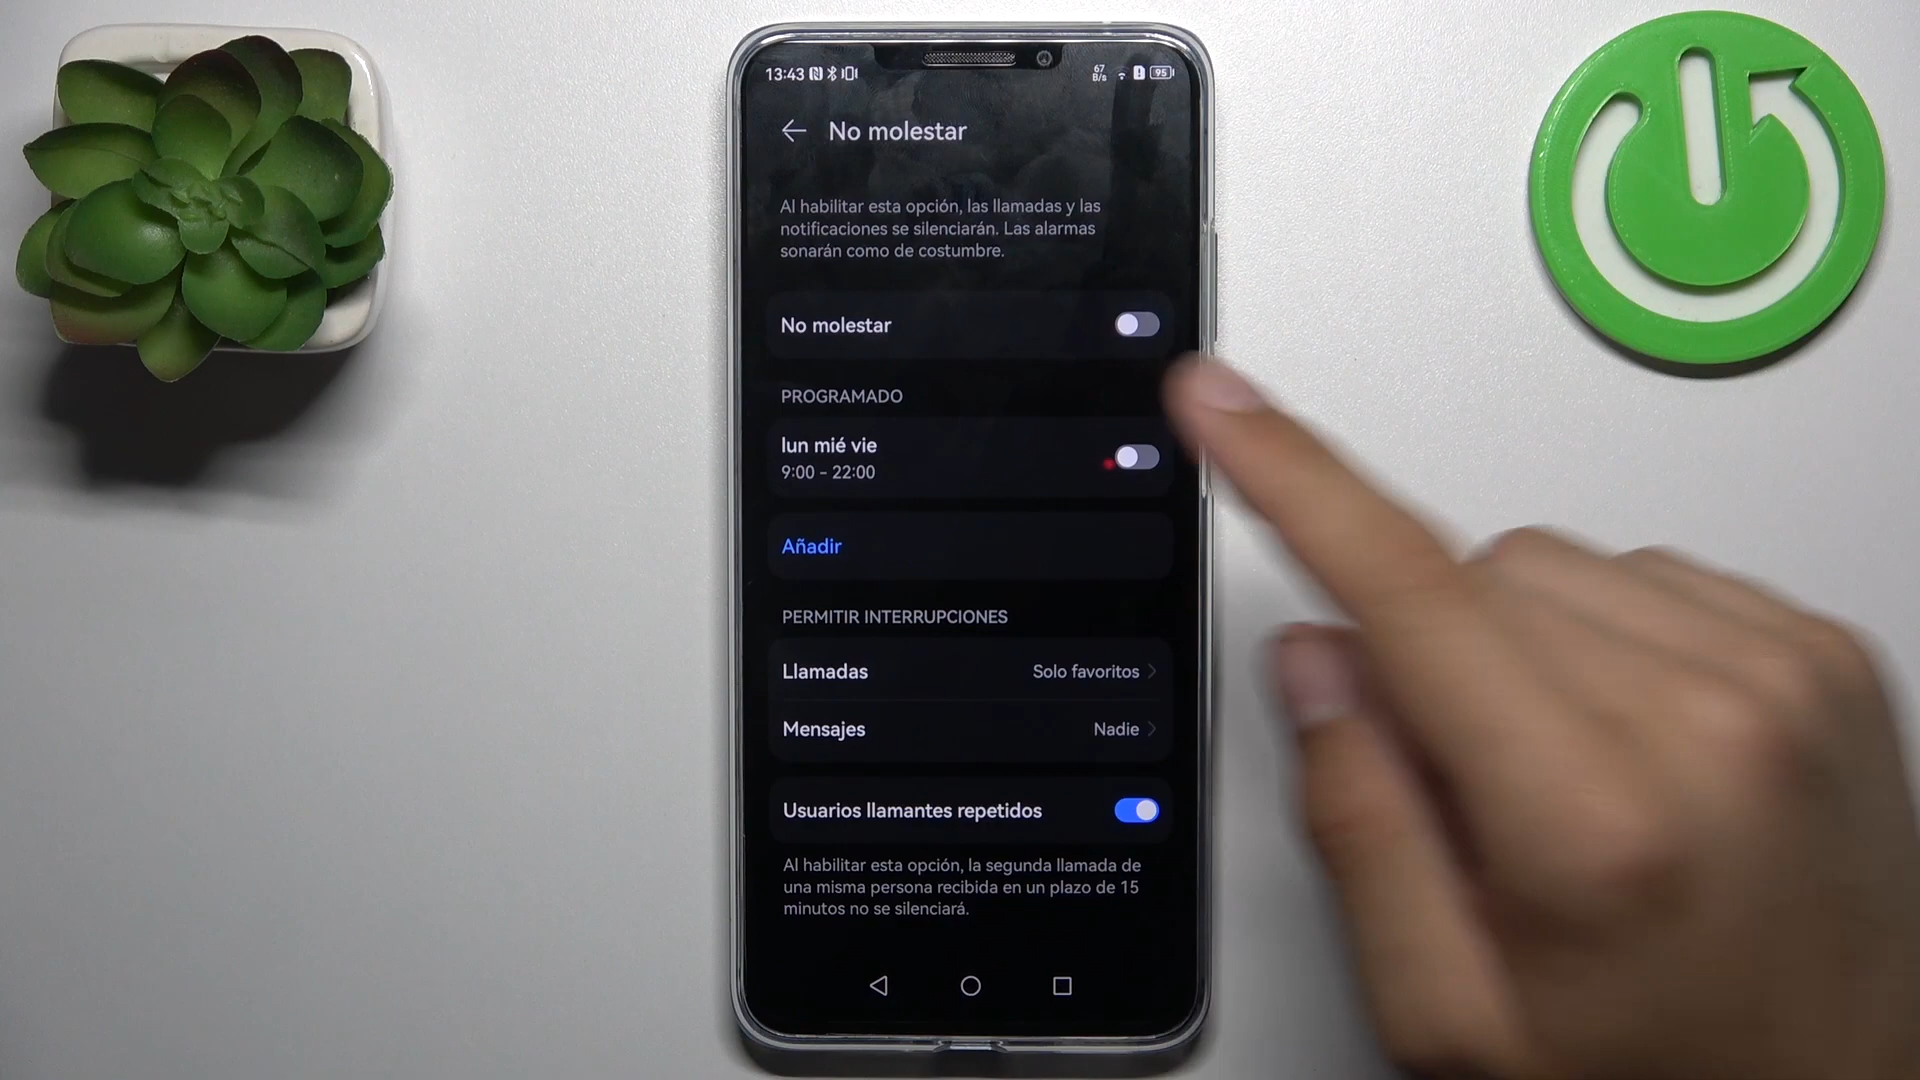 13:43
67
B/s
95
No molestar
Al habilitar esta opción, las llamadas y las
notificaciones se silenciarán. Las alarmas
sonarán como de costumbre.
No molestar
PROGRAMADO
lun mié vie
9:00 - 22:00
Añadir
PERMITIR INTERRUPCIONES
Llamadas Solo favoritos
Mensajes Nadie
Usuarios llamantes repetidos
Al habilitar esta opción, la segunda llamada de
una misma persona recibida en un plazo de 15
minutos no se silenciará.